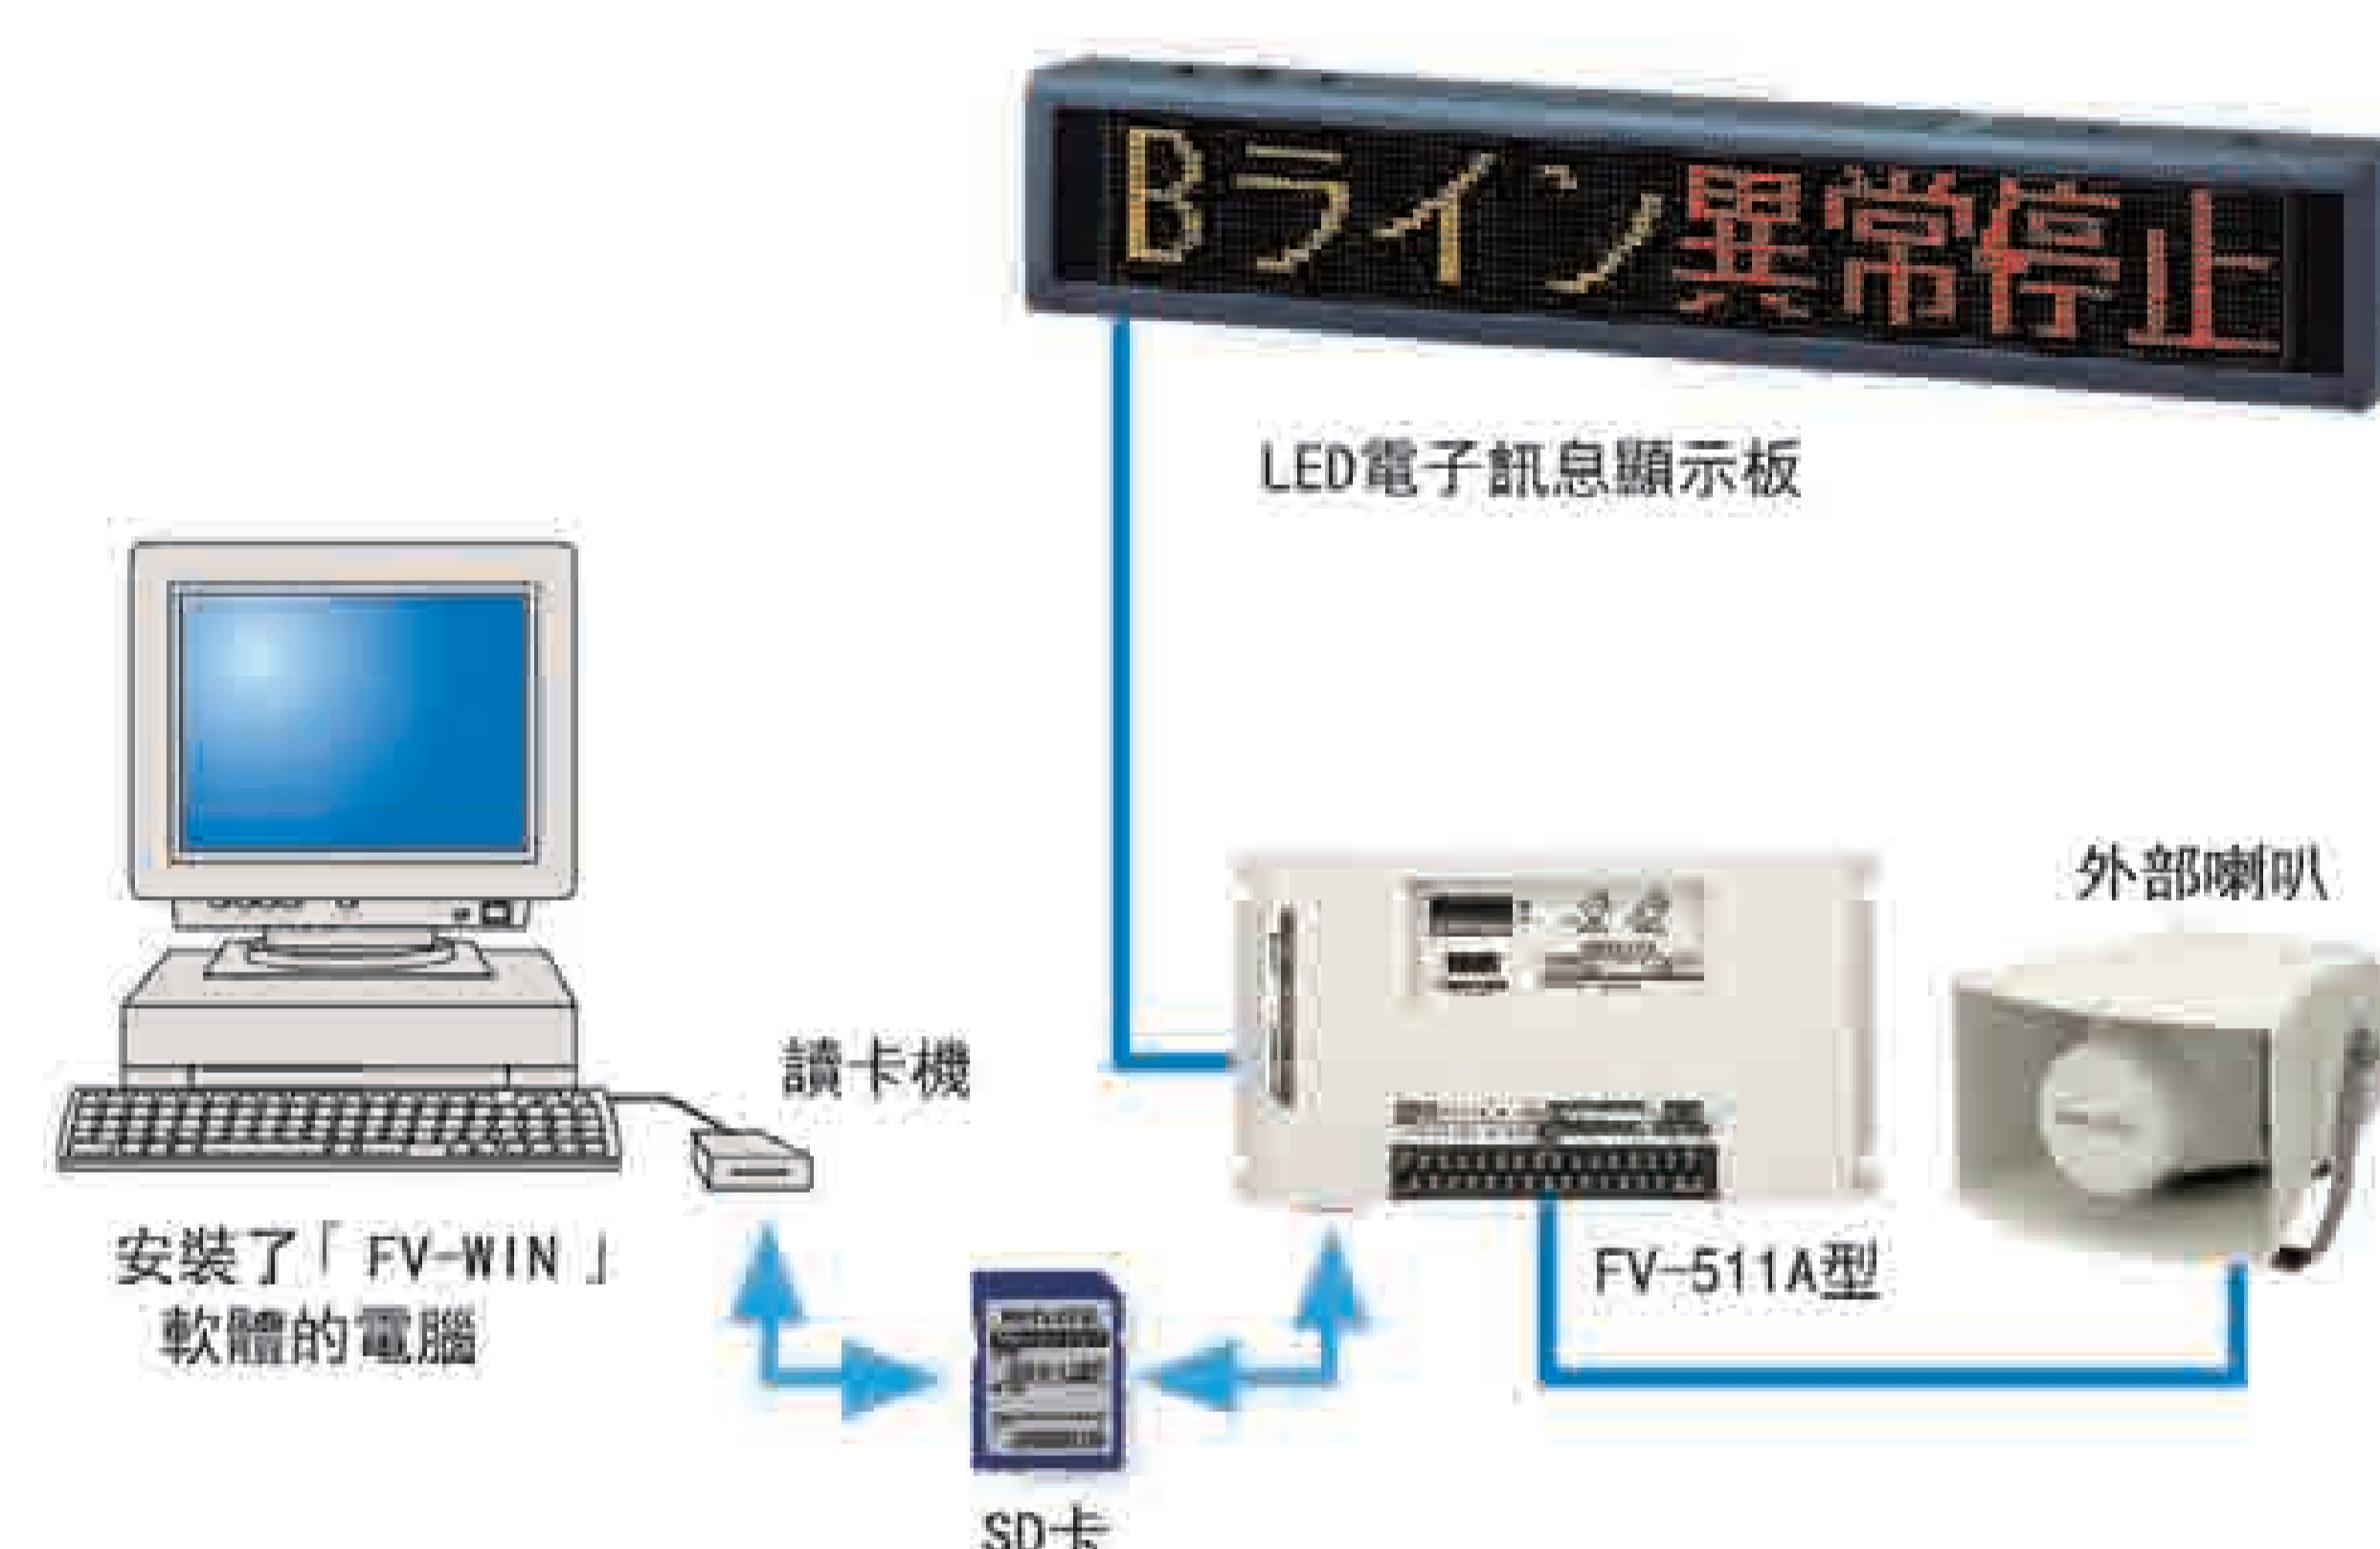 Bライン異常停止
LED電子訊息顯示板
外部喇叭
讀卡機
安裝了「FV-WIN」
軟體的電腦
FV-511A型
SD卡